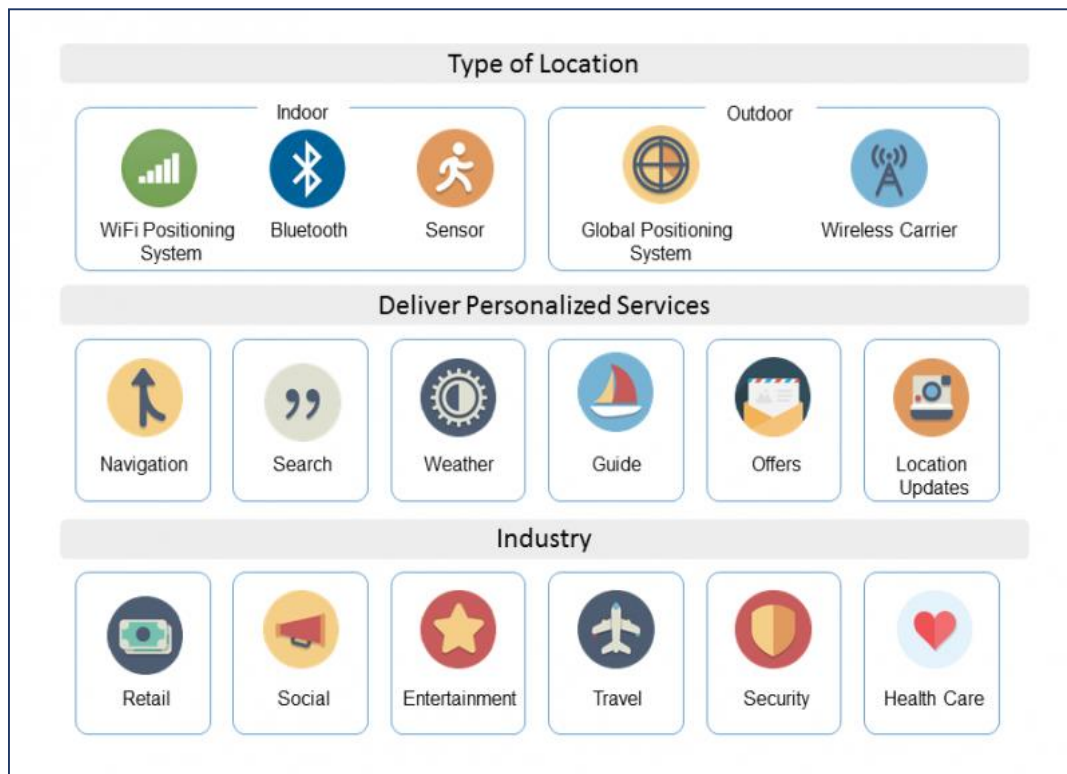 Type of Location
Indoor
Outdoor
WiFi Positioning
System
Bluetooth
Sensor
Global Positioning
System
Wireless Carrier
Deliver Personalized Services
Navigation
Search
Weather
Guide
Offers
Location
Updates
Industry
Retail
Social
Entertainment
Travel
Security
Health Care